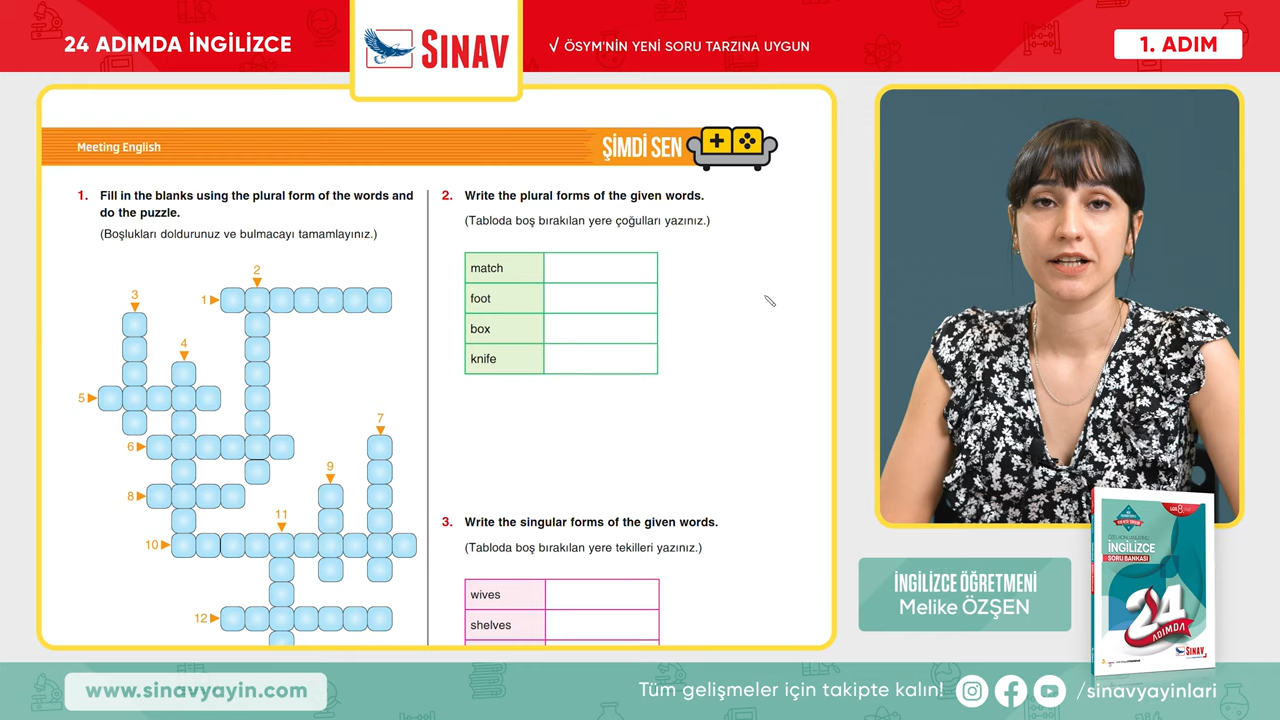 24 ADIMDA İNGİLİZCE
SINAV
√ ÖSYM'NİN YENİ SORU TARZINA UYGUN
1. ADIM
Meeting English
ŞİMDİ SEN
1. Fill in the blanks using the plural form of the words and
do the puzzle.
(Boşlukları doldurunuz ve bulmacayı tamamlayınız.)
2
3
1
4
5
7
6
9
8
11
10
12
2. Write the plural forms of the given words.
(Tabloda boş bırakılan yere çoğulları yazınız.)
match
foot
box
knife
3. Write the singular forms of the given words.
(Tabloda boş bırakılan yere tekilleri yazınız.)
wives
shelves
İNGİLİZCE ÖĞRETMENİ
Melike ÖZŞEN
LGS 8
İNGİLİZCE
SORU BANKASI
24
ADIMDA
SINAV
www.sinavyayin.com
Tüm gelişmeler için takipte kalın!
/sinavyayinlari